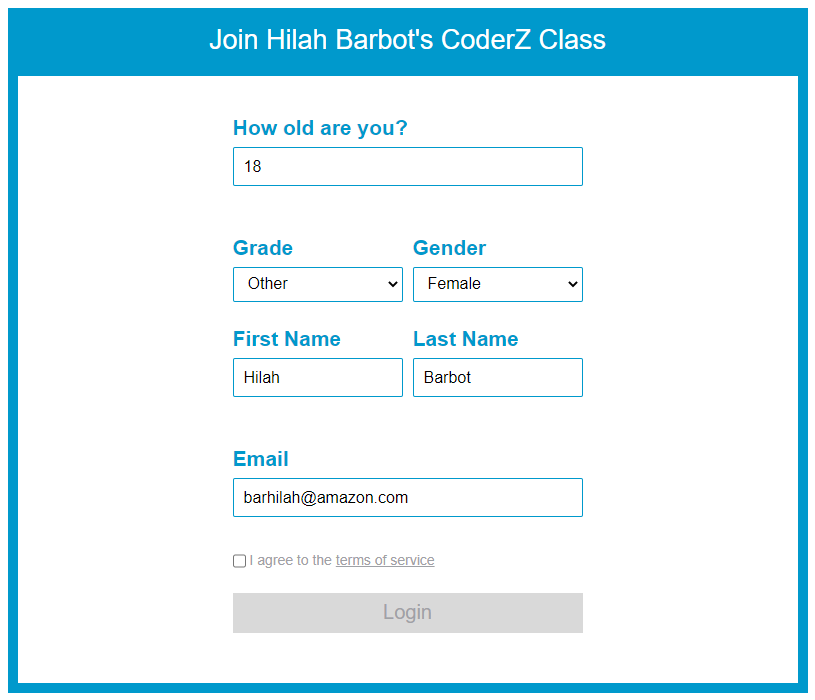 Join Hilah Barbot's CoderZ Class
How old are you?
18
Grade Gender
Other Female
First Name Last Name
Hilah Barbot
Email
barhilah@amazon.com
I agree to the terms of service
Login